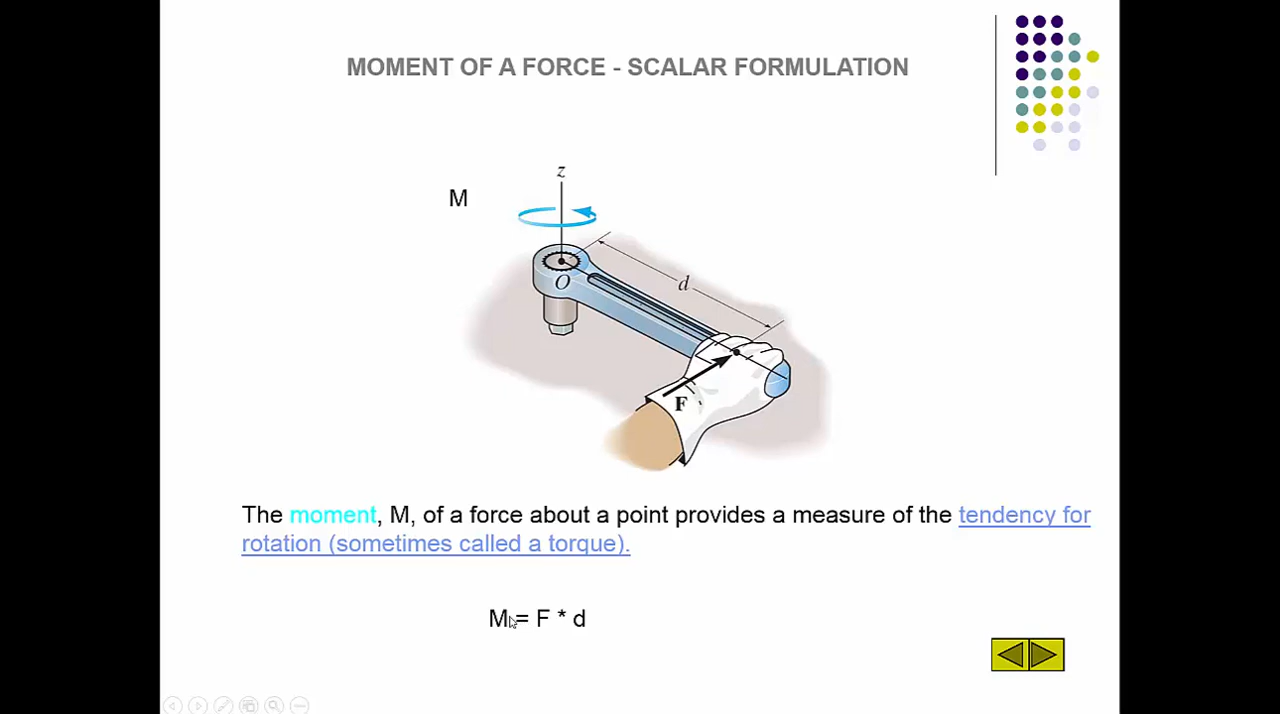 MOMENT OF A FORCE - SCALAR FORMULATION
z
M
d
O
F
The moment, M, of a force about a point provides a measure of the tendency for
rotation (sometimes called a torque).
M = F * d